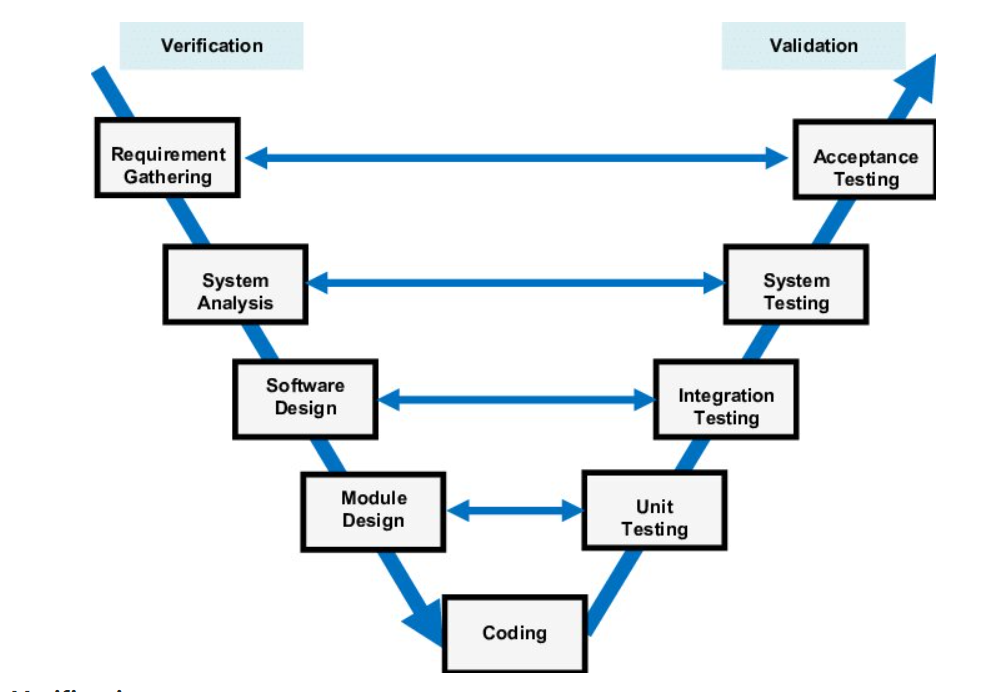 Verification
Validation
Requirement
Gathering
Acceptance
Testing
System
Analysis
System
Testing
Software
Design
Integration
Testing
Module
Design
Unit
Testing
Coding